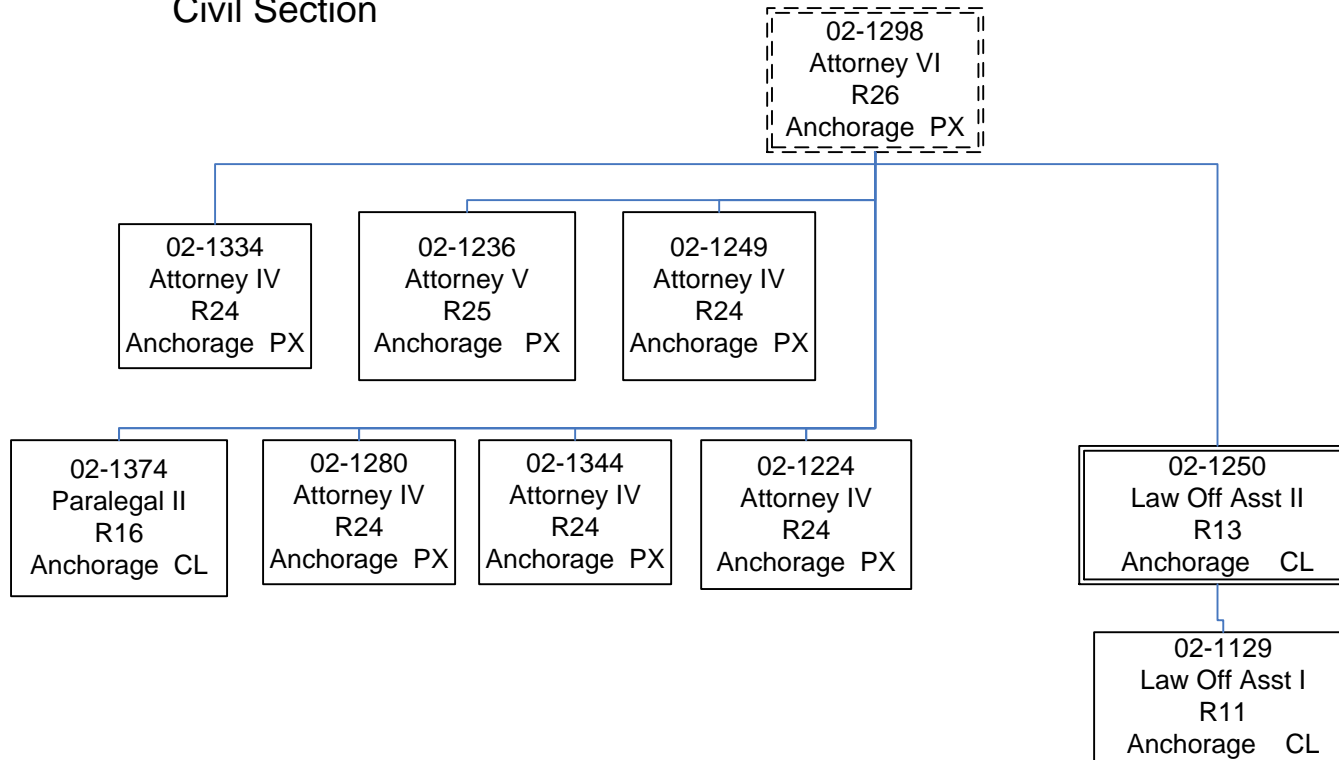 Civil Section
02-1298
Attorney VI
R26
Anchorage PX
02-1334
Attorney IV
R24
Anchorage PX
02-1236
Attorney V
R25
Anchorage PX
02-1249
Attorney IV
R24
Anchorage PX
02-1374
Paralegal II
R16
Anchorage CL
02-1280
Attorney IV
R24
Anchorage PX
02-1344
Attorney IV
R24
Anchorage PX
02-1224
Attorney IV
R24
Anchorage PX
02-1250
Law Off Asst II
R13
Anchorage CL
02-1129
Law Off Asst I
R11
Anchorage CL